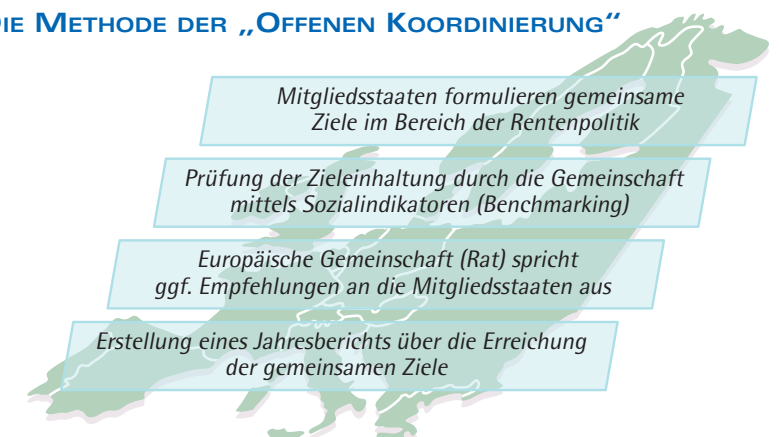 DIE METHODE DER „OFFENEN KOORDINIERUNG“
Mitgliedsstaaten formulieren gemeinsame
Ziele im Bereich der Rentenpolitik
Prüfung der Zieleinhaltung durch die Gemeinschaft
mittels Sozialindikatoren (Benchmarking)
Europäische Gemeinschaft (Rat) spricht
ggf. Empfehlungen an die Mitgliedsstaaten aus
Erstellung eines Jahresberichts über die Erreichung
der gemeinsamen Ziele